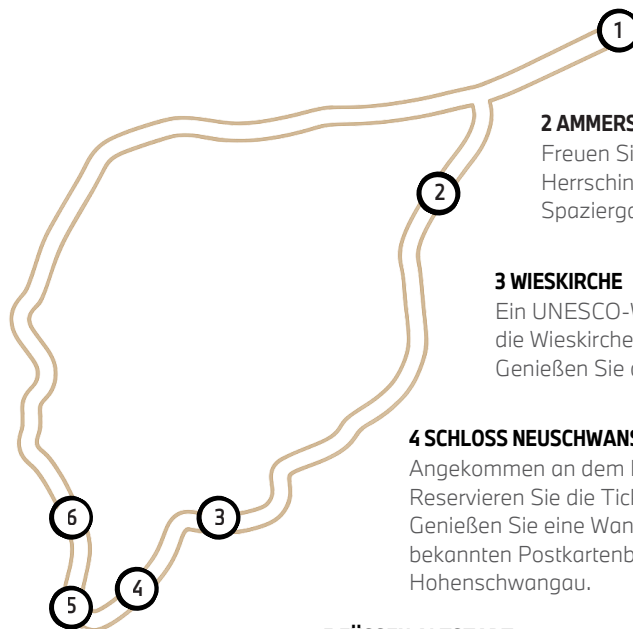 1
2 AMMERS
Freuen Si
Herrschin
Spazierga
2
3 WIESKIRCHE
Ein UNESCO-W
die Wieskirche
Genießen Sie d
4 SCHLOSS NEUSCHWANS
Angekommen an dem
Reservieren Sie die Tic
Genießen Sie eine Wan
bekannten Postkartenb
Hohenschwangau.
3
6
4
5